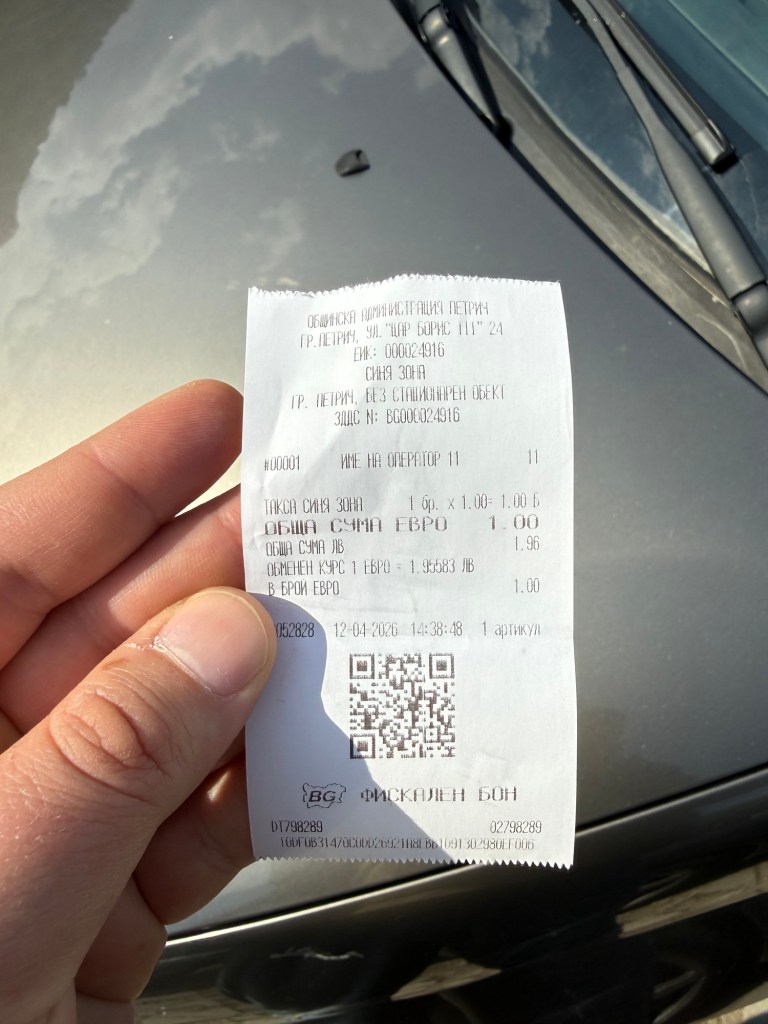 ОБЩИНСКА АДМИНИСТРАЦИЯ ПЕТРИЧ
ГР.ПЕТРИЧ, УЛ."ЦАР БОРИС III" 24
ЕИК: 000024916
СИНЯ ЗОНА
ГР. ПЕТРИЧ, БЕЗ СТАЦИОНАРЕН ОБЕКТ
ЗДДС N: BG000024916
#00001 ИМЕ НА ОПЕРАТОР 11 11
ТАКСА СИНЯ ЗОНА 1 бр. x 1.00= 1.00 Б
ОБЩА СУМА ЕВРО 1.00
ОБЩА СУМА ЛВ 1.96
ОБМЕНЕН КУРС 1 ЕВРО = 1.95583 ЛВ
В БРОЙ ЕВРО 1.00
052828 12-04-2026 14:38:48 1 артикул
BG ФИСКАЛЕН БОН
DT798289 02798289